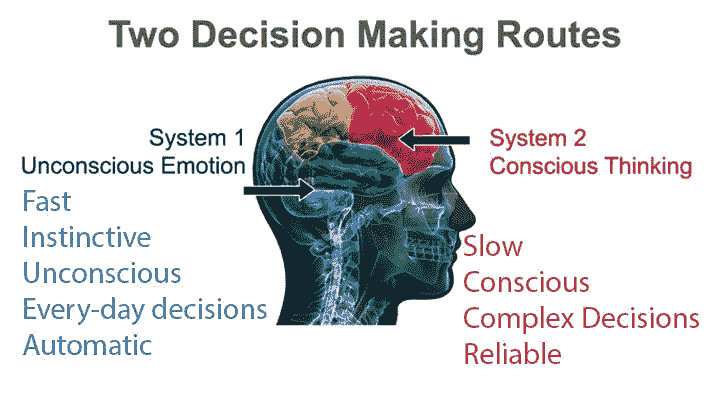 Two Decision Making Routes
System 1
Unconscious Emotion
Fast
Instinctive
Unconscious
Every-day decisions
Automatic
System 2
Conscious Thinking
Slow
Conscious
Complex Decisions
Reliable